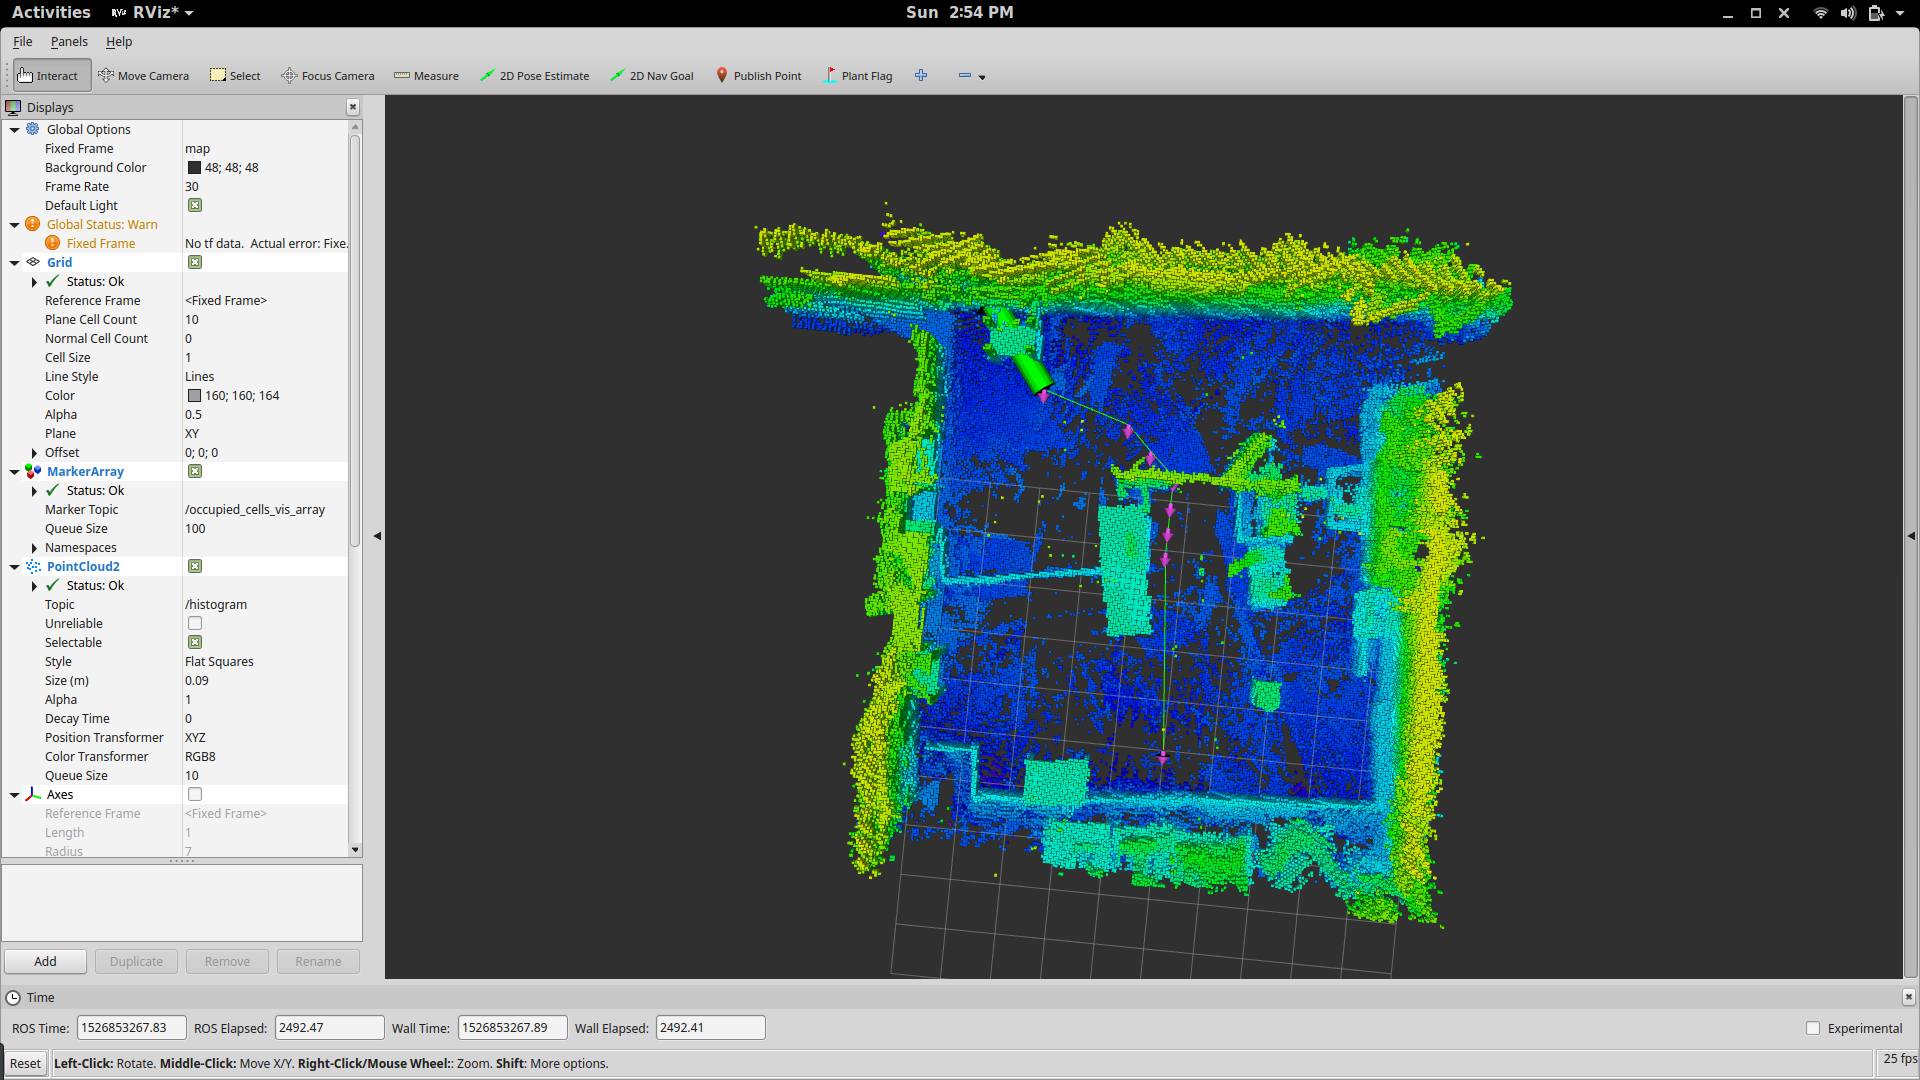 Activities RViz* Sun 2:54 PM
File Panels Help
Interact Move Camera Select Focus Camera Measure 2D Pose Estimate 2D Nav Goal Publish Point Plant Flag
Displays
Global Options
Fixed Frame map
Background Color 48; 48; 48
Frame Rate 30
Default Light
Global Status: Warn
Fixed Frame No tf data. Actual error: Fixe.
Grid
Status: Ok
Reference Frame <Fixed Frame>
Plane Cell Count 10
Normal Cell Count 0
Cell Size 1
Line Style Lines
Color 160; 160; 164
Alpha 0.5
Plane XY
Offset 0; 0; 0
MarkerArray
Status: Ok
Marker Topic /occupied_cells_vis_array
Queue Size 100
Namespaces
PointCloud2
Status: Ok
Topic /histogram
Unreliable
Selectable
Style Flat Squares
Size (m) 0.09
Alpha 1
Decay Time 0
Position Transformer XYZ
Color Transformer RGB8
Queue Size 10
Axes
Reference Frame <Fixed Frame>
Length 1
Radius 7
Add Duplicate Remove Rename
Time
ROS Time: 1526853267.83 ROS Elapsed: 2492.47 Wall Time: 1526853267.89 Wall Elapsed: 2492.41 Experimental
Reset Left-Click: Rotate. Middle-Click: Move X/Y. Right-Click/Mouse Wheel:: Zoom. Shift: More options. 25 fps